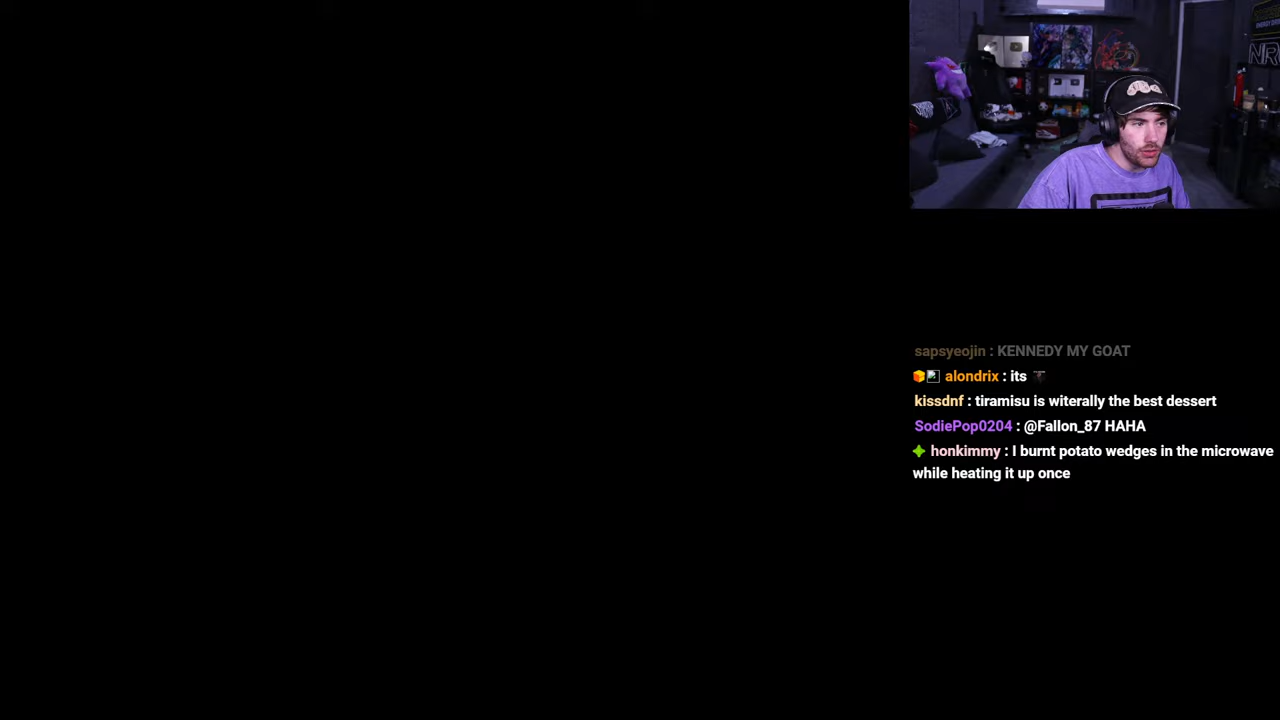 sapsyeojin : KENNEDY MY GOAT
alondrix : its
kissdnf : tiramisu is witerally the best dessert
SodiePop0204 : @Fallon_87 HAHA
honkimmy : I burnt potato wedges in the microwave
while heating it up once